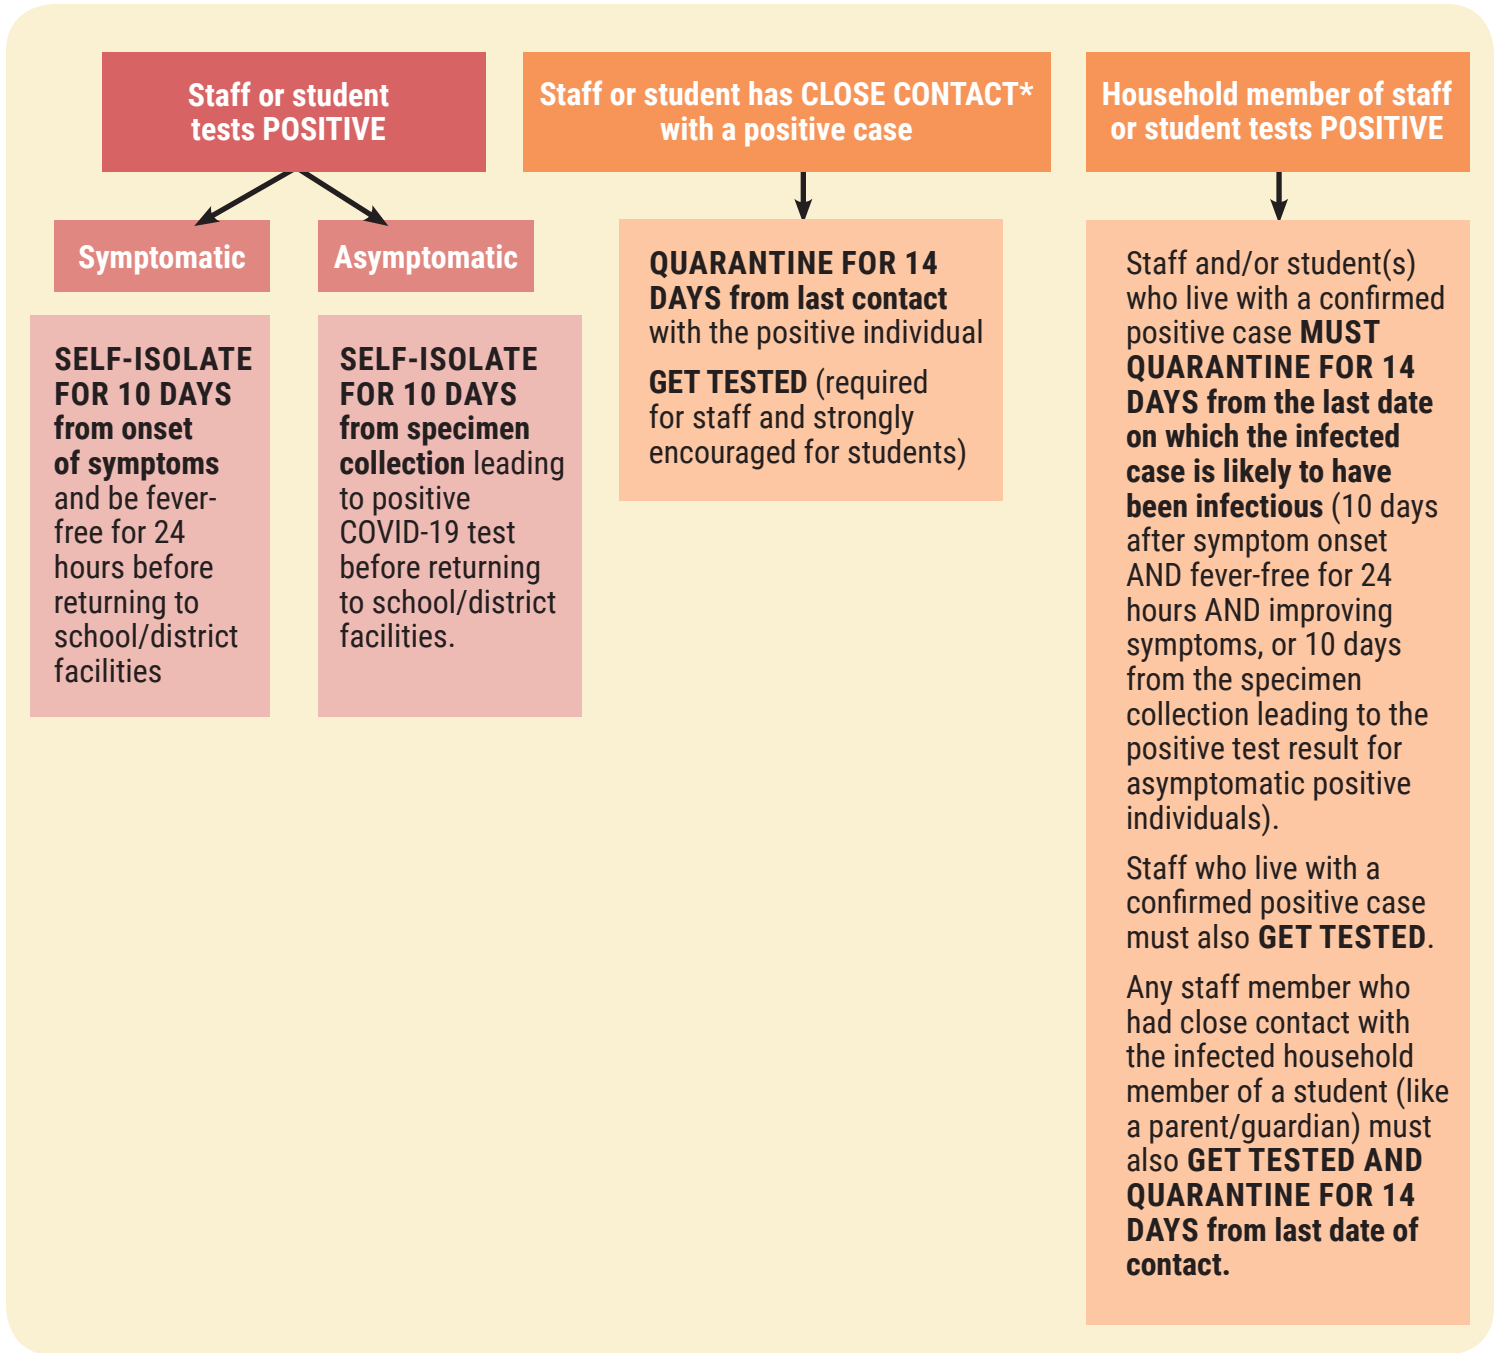 Staff or student
tests POSITIVE
Symptomatic
SELF-ISOLATE
FOR 10 DAYS
from onset
of symptoms
and be fever-
free for 24
hours before
returning to
school/district
facilities
Asymptomatic
SELF-ISOLATE
FOR 10 DAYS
from specimen
collection leading
to positive
COVID-19 test
before returning
to school/district
facilities.
Staff or student has CLOSE CONTACT*
with a positive case
QUARANTINE FOR 14
DAYS from last contact
with the positive individual
GET TESTED (required
for staff and strongly
encouraged for students)
Household member of staff
or student tests POSITIVE
Staff and/or student(s)
who live with a confirmed
positive case MUST
QUARANTINE FOR 14
DAYS from the last date
on which the infected
case is likely to have
been infectious (10 days
after symptom onset
AND fever-free for 24
hours AND improving
symptoms, or 10 days
from the specimen
collection leading to the
positive test result for
asymptomatic positive
individuals).
Staff who live with a
confirmed positive case
must also GET TESTED.
Any staff member who
had close contact with
the infected household
member of a student (like
a parent/guardian) must
also GET TESTED AND
QUARANTINE FOR 14
DAYS from last date of
contact.